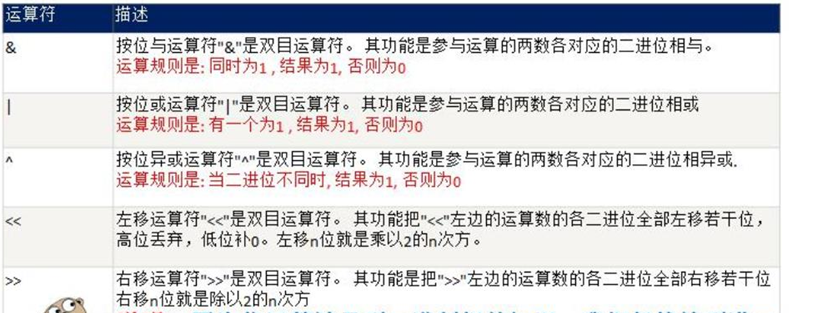 运算符 描述
& 按位与运算符"&"是双目运算符。 其功能是参与运算的两数各对应的二进位相与。
运算规则是: 同时为1 , 结果为1, 否则为0
| 按位或运算符"|"是双目运算符。 其功能是参与运算的两数各对应的二进位相或
运算规则是: 有一个为1 , 结果为1, 否则为0
^ 按位异或运算符"^"是双目运算符。 其功能是参与运算的两数各对应的二进位相异或.
运算规则是: 当二进位不同时, 结果为1, 否则为0
<< 左移运算符"<<"是双目运算符。 其功能把"<<"左边的运算数的各二进位全部左移若干位，
高位丢弃，低位补0。左移n位就是乘以2的n次方。
>> 右移运算符">>"是双目运算符。 其功能是把">>"左边的运算数的各二进位全部右移若干位
右移n位就是除以2的n次方